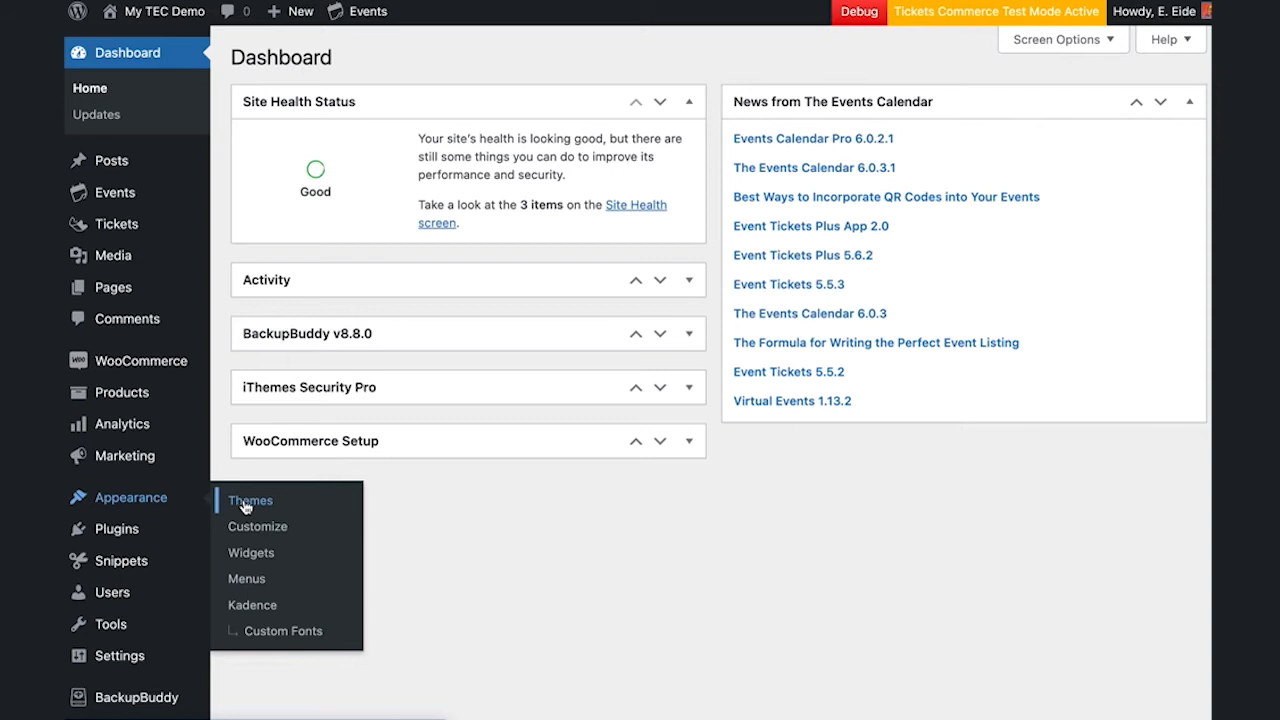 My TEC Demo
0
New
Events
Debug
Tickets Commerce Test Mode Active
Howdy, E. Eide
Dashboard
Home
Updates
Posts
Events
Tickets
Media
Pages
Comments
WooCommerce
Products
Analytics
Marketing
Appearance
Plugins
Snippets
Users
Tools
Settings
BackupBuddy
Themes
Customize
Widgets
Menus
Kadence
Custom Fonts
Dashboard
Screen Options
Help
Site Health Status
Good
Your site's health is looking good, but there are
still some things you can do to improve its
performance and security.
Take a look at the 3 items on the Site Health
screen.
Activity
BackupBuddy v8.8.0
iThemes Security Pro
WooCommerce Setup
News from The Events Calendar
Events Calendar Pro 6.0.2.1
The Events Calendar 6.0.3.1
Best Ways to Incorporate QR Codes into Your Events
Event Tickets Plus App 2.0
Event Tickets Plus 5.6.2
Event Tickets 5.5.3
The Events Calendar 6.0.3
The Formula for Writing the Perfect Event Listing
Event Tickets 5.5.2
Virtual Events 1.13.2